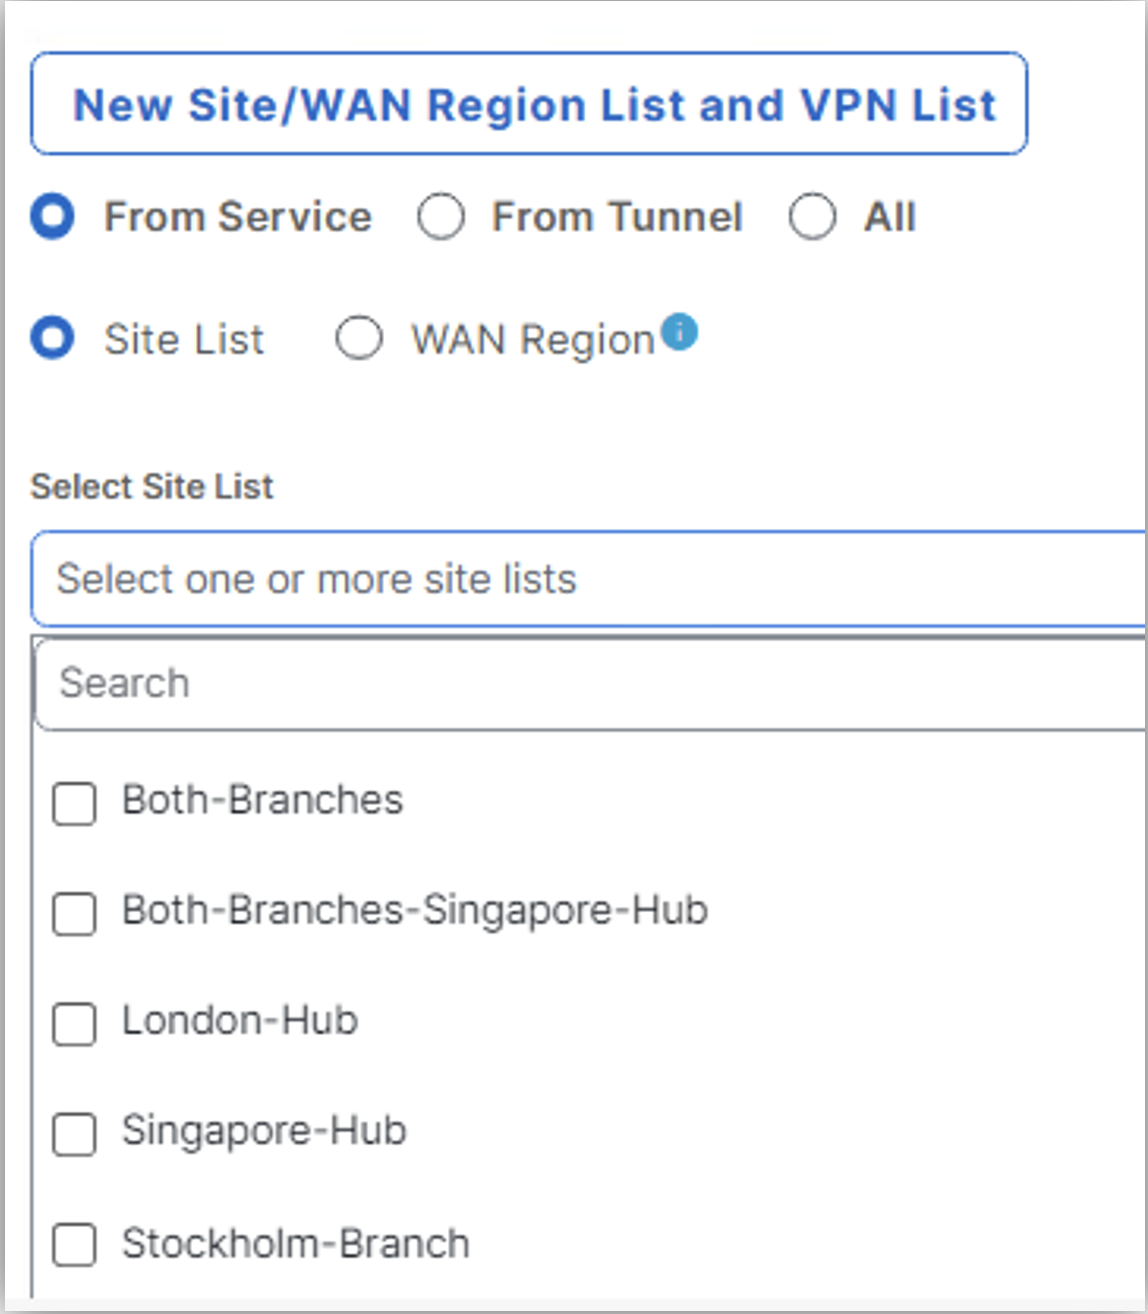 New Site/WAN Region List and VPN List
From Service From Tunnel All
Site List WAN Region i
Select Site List
Select one or more site lists
Search
Both-Branches
Both-Branches-Singapore-Hub
London-Hub
Singapore-Hub
Stockholm-Branch